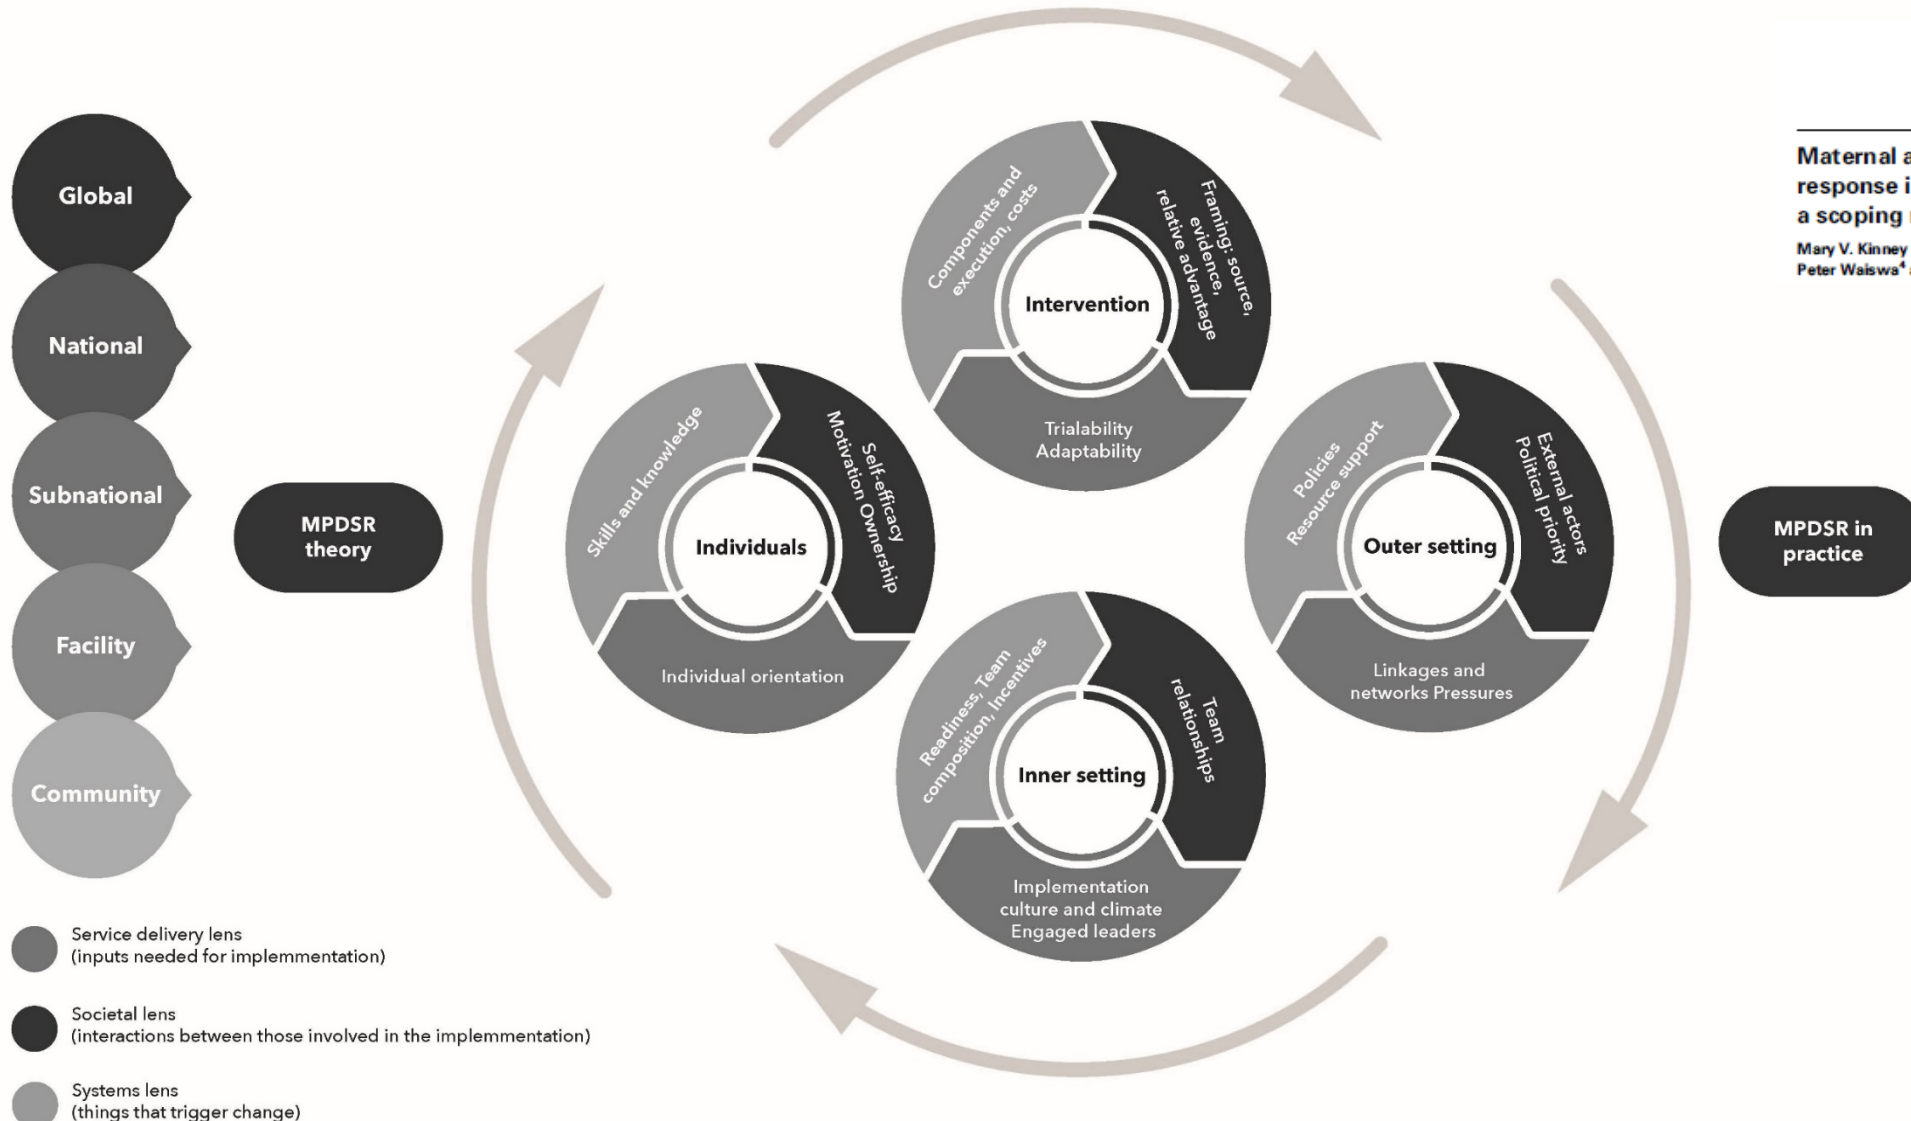 Global
National
Subnational
Facility
Community
MPDSR
theory
Components and
execution, costs
Framing: source,
evidence,
relative advantage
Intervention
Trialability
Adaptability
Skills and knowledge
Self-efficacy
Motivation Ownership
Individuals
Individual orientation
Policies
Resource support
External actors
Political priority
Outer setting
Linkages and
networks Pressures
Readiness, Team
composition, Incentives
Team
relationships
Inner setting
Implementation
culture and climate
Engaged leaders
MPDSR in
practice
Maternal a
response i
a scoping
Mary V. Kinney
Peter Waiswa⁴
Service delivery lens
(inputs needed for implemmentation)
Societal lens
(interactions between those involved in the implemmentation)
Systems lens
(things that trigger change)